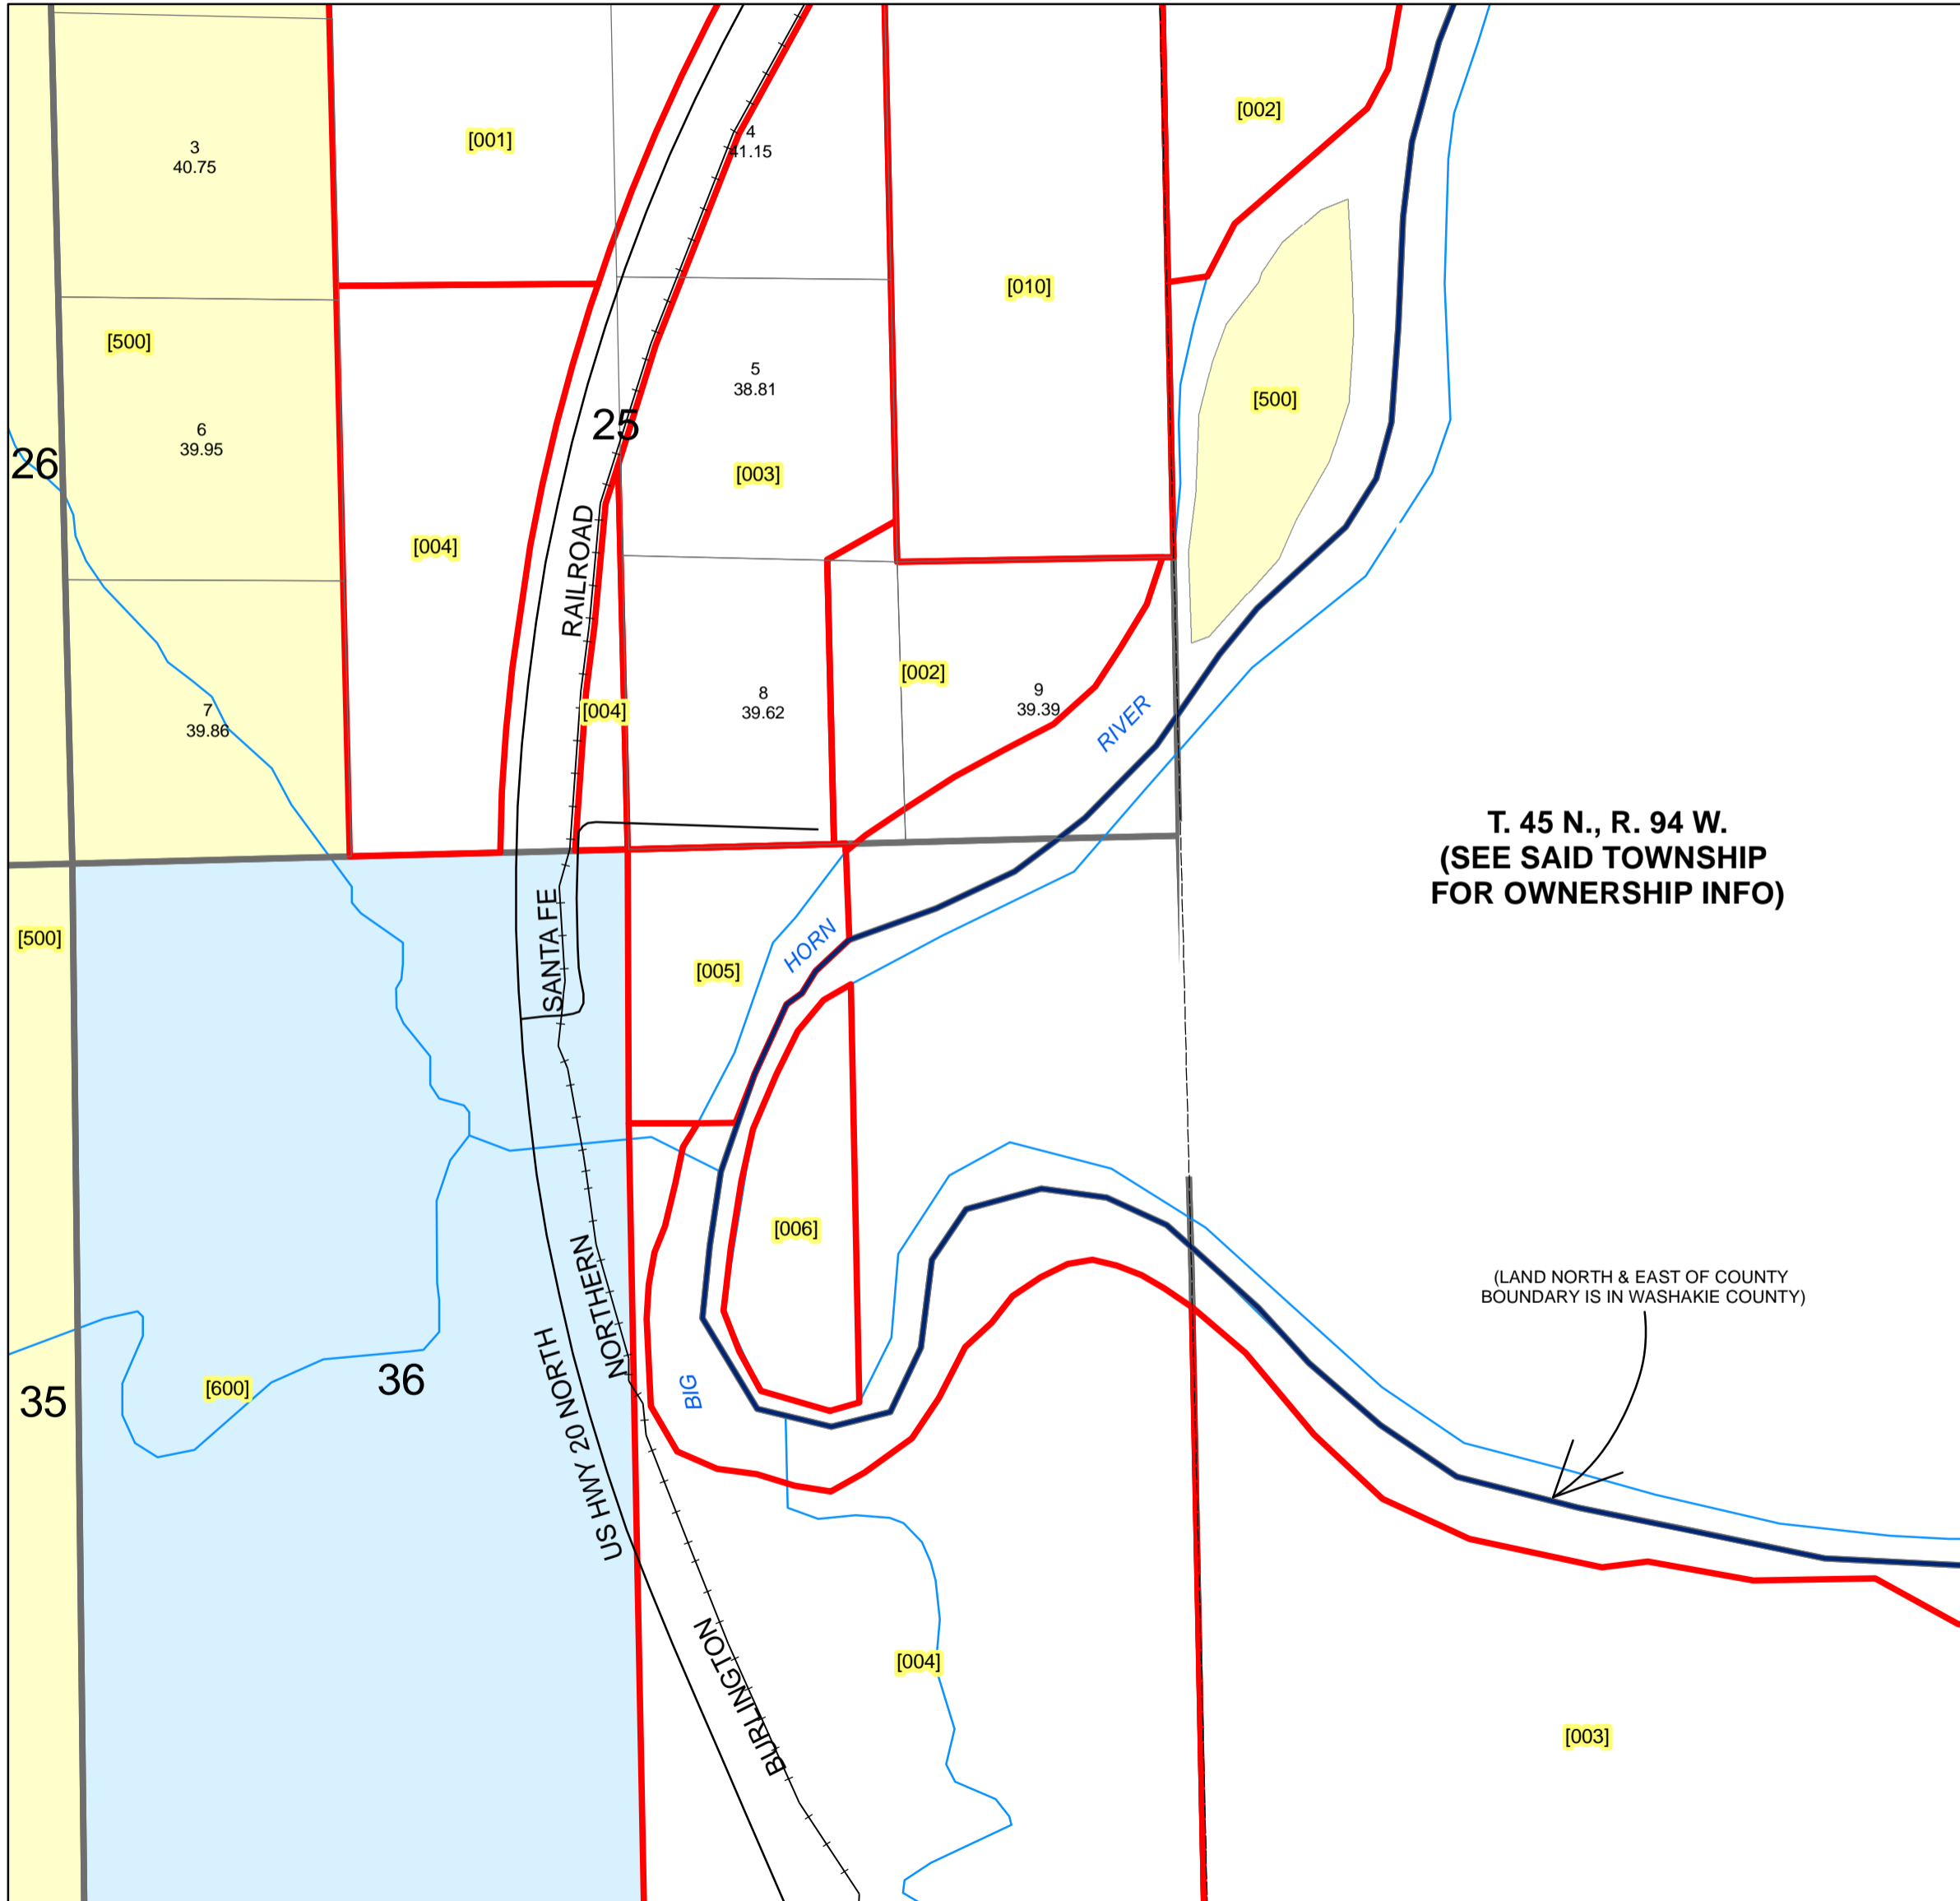 [002]
4
41.15
[001]
3
40.75
[010]
[500]
5
38.81
[500]
25
6
39.95
26
[003]
[004]
RAILROAD
[002]
8
39.62
9
39.39
[004]
7
39.86
RIVER
T. 45 N., R. 94 W.
(SEE SAID TOWNSHIP
FOR OWNERSHIP INFO)
[500]
SANTA FE
HORN
[005]
[006]
(LAND NORTH & EAST OF COUNTY
BOUNDARY IS IN WASHAKIE COUNTY)
NORTHERN
36
[600]
35
BIG
US HWY 20 NORTH
BURLINGTON
[004]
[003]